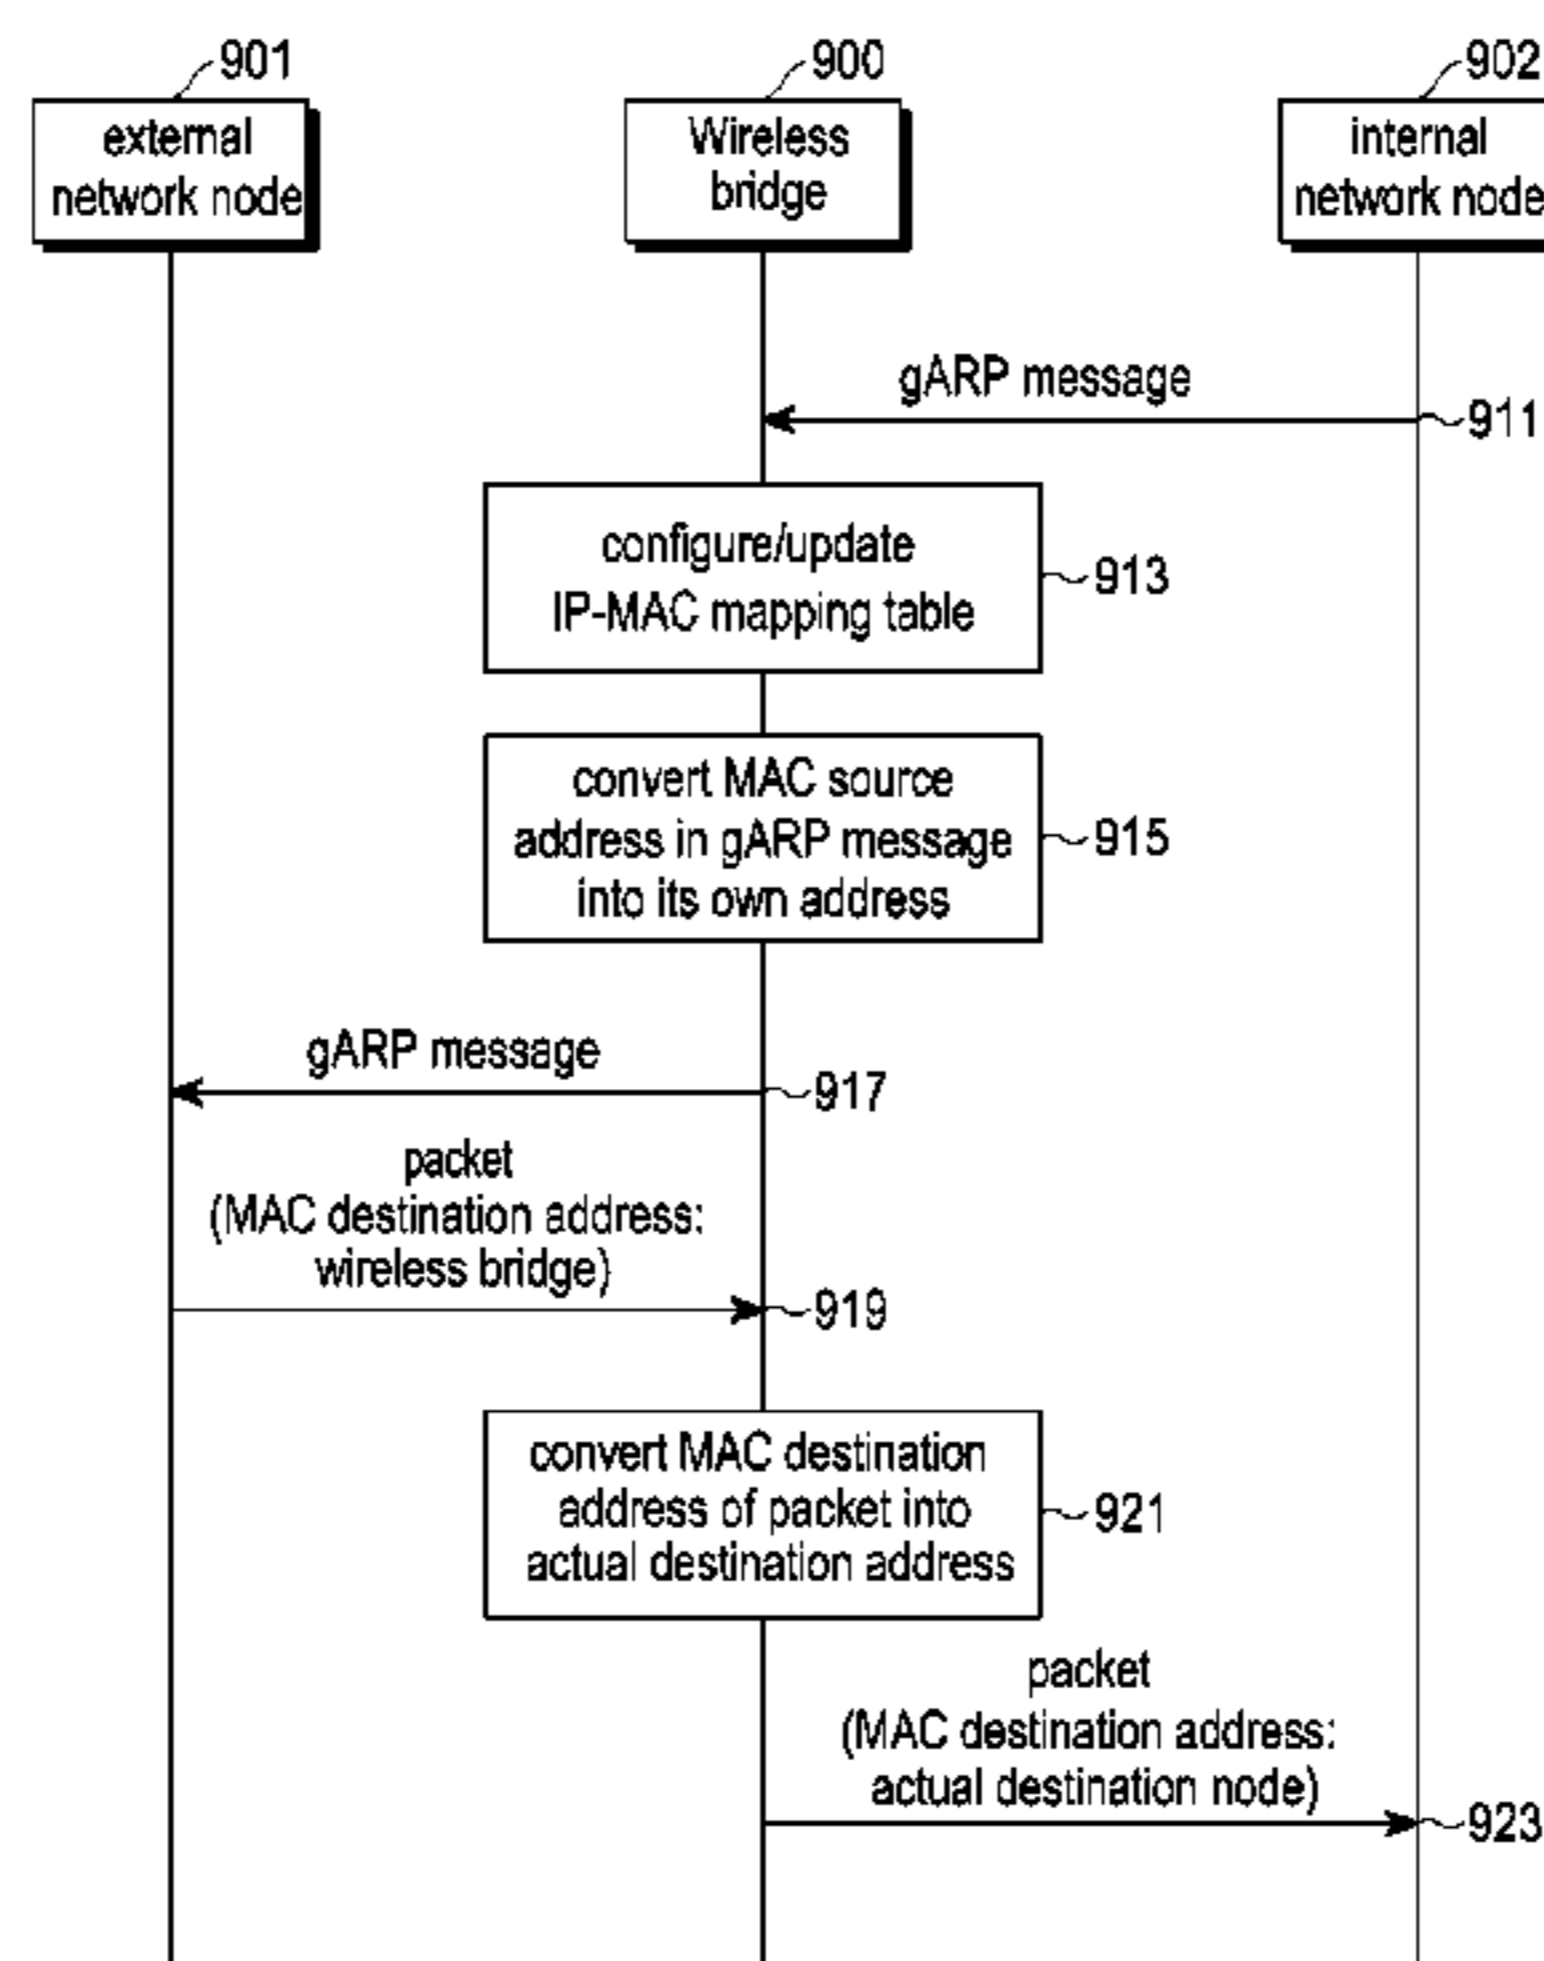 901
900
902
external
network node
Wireless
bridge
internal
network node
gARP message
911
configure/update
IP-MAC mapping table
913
convert MAC source
address in gARP message
into its own address
915
gARP message
917
packet
(MAC destination address:
wireless bridge)
919
convert MAC destination
address of packet into
actual destination address
921
packet
(MAC destination address:
actual destination node)
923